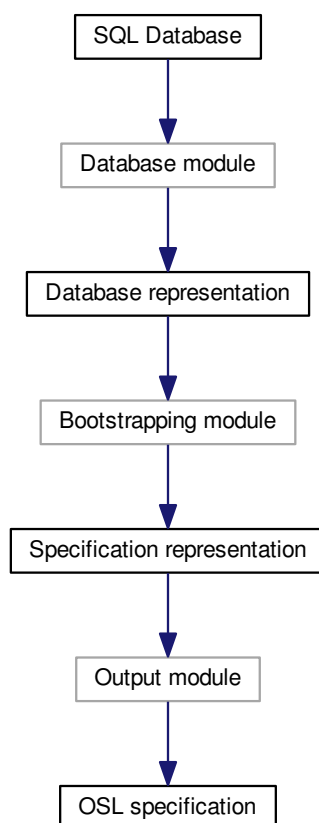 SQL Database
Database module
Database representation
Bootstrapping module
Specification representation
Output module
OSL specification